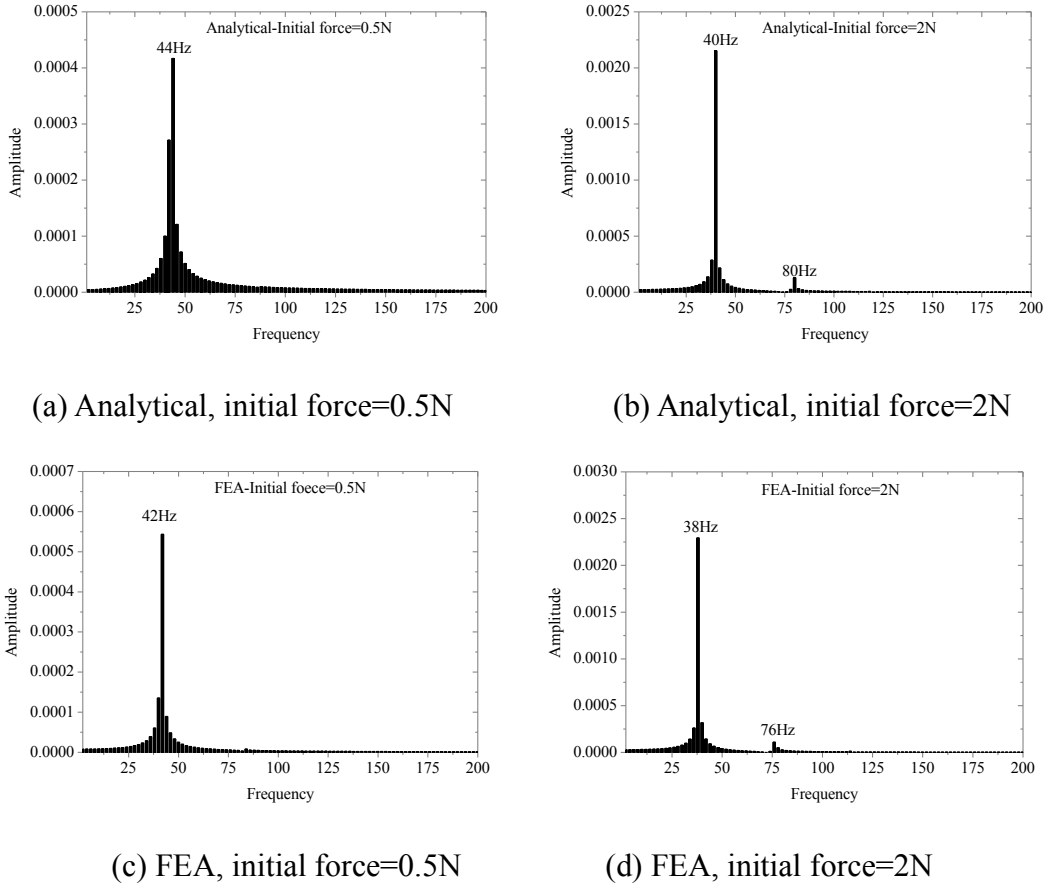 Analytical-Initial force=0.5N
44Hz
0.0005
0.0004
0.0003
0.0002
0.0001
0.0000
Amplitude
25 50 75 100 125 150 175 200
Frequency
(a) Analytical, initial force=0.5N
Analytical-Initial force=2N
40Hz
80Hz
0.0025
0.0020
0.0015
0.0010
0.0005
0.0000
Amplitude
25 50 75 100 125 150 175 200
Frequency
(b) Analytical, initial force=2N
FEA-Initial foece=0.5N
42Hz
0.0007
0.0006
0.0005
0.0004
0.0003
0.0002
0.0001
0.0000
Amplitude
25 50 75 100 125 150 175 200
Frequency
(c) FEA, initial force=0.5N
FEA-Initial force=2N
38Hz
76Hz
0.0030
0.0025
0.0020
0.0015
0.0010
0.0005
0.0000
Amplitude
25 50 75 100 125 150 175 200
Frequency
(d) FEA, initial force=2N